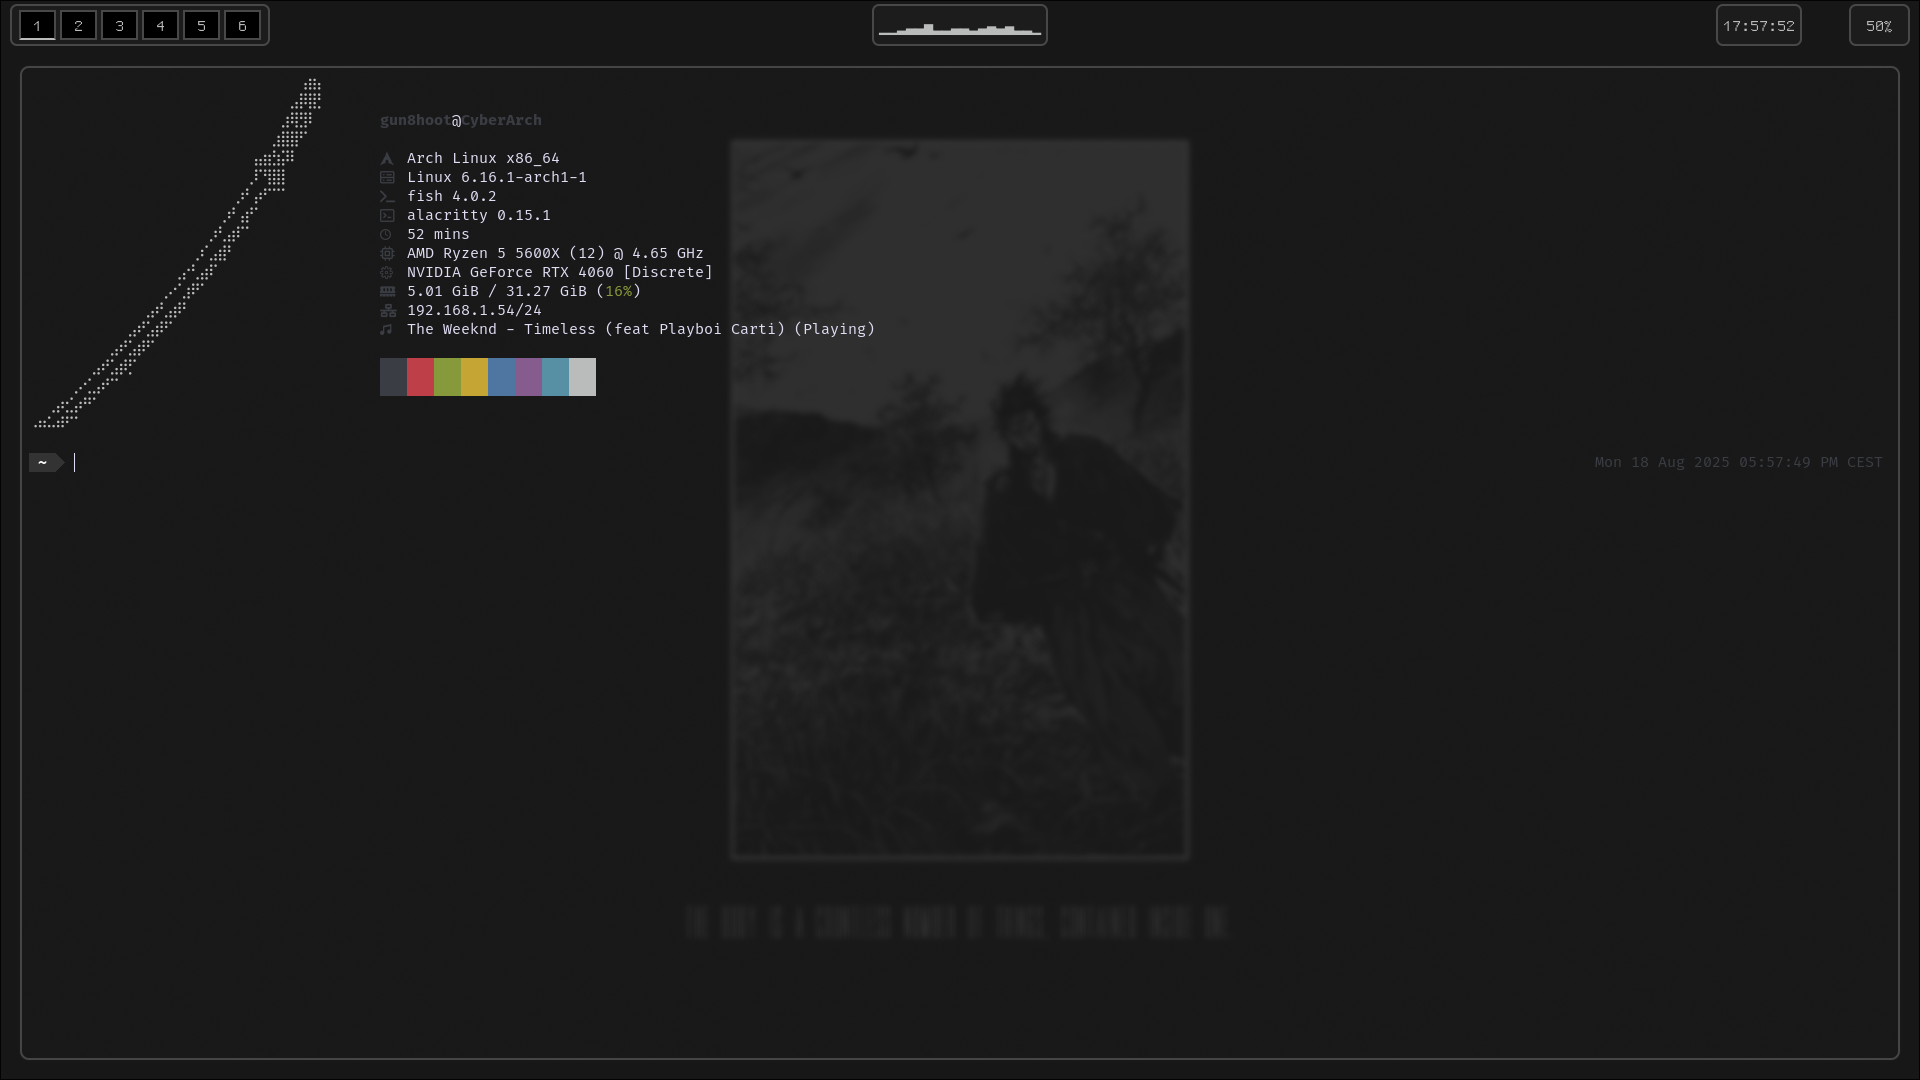 1 2 3 4 5 6
17:57:52
50%
gun8hoot@CyberArch
Arch Linux x86_64
Linux 6.16.1-arch1-1
fish 4.0.2
alacritty 0.15.1
52 mins
AMD Ryzen 5 5600X (12) @ 4.65 GHz
NVIDIA GeForce RTX 4060 [Discrete]
5.01 GiB / 31.27 GiB (16%)
192.168.1.54/24
The Weeknd - Timeless (feat Playboi Carti) (Playing)
~
Mon 18 Aug 2025 05:57:49 PM CEST